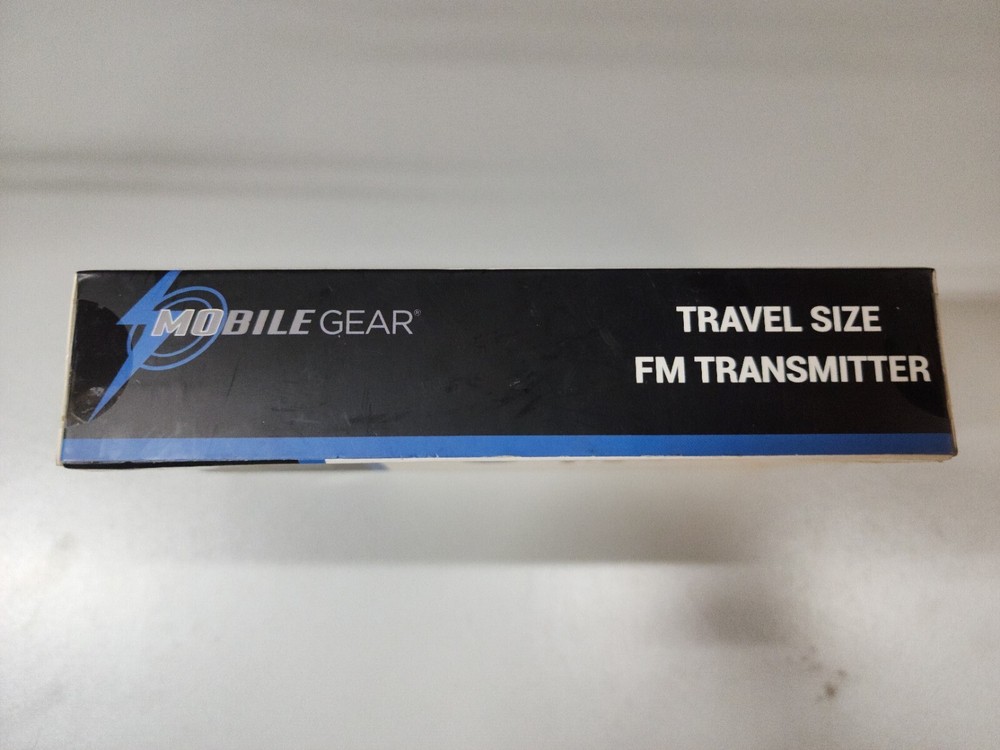 MOBILE GEAR®
TRAVEL SIZE
FM TRANSMITTER